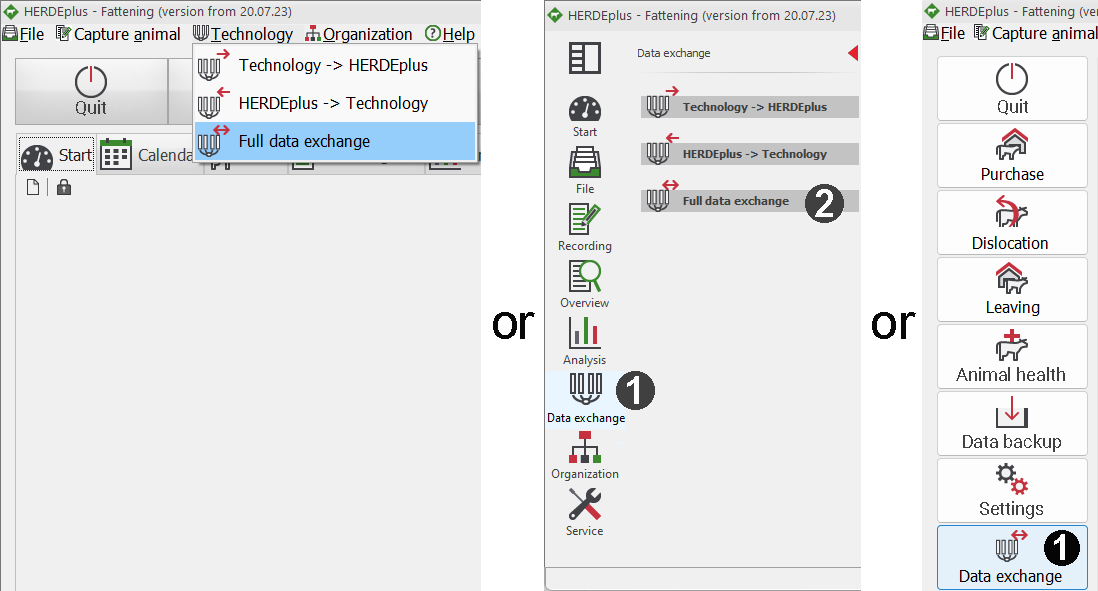 HERDEplus - Fattening (version from 20.07.23)
File Capture animal Technology Organization Help
Technology -> HERDEplus
HERDEplus -> Technology
Full data exchange
Quit
Start
Calenda
or
HERDEplus - Fattening (version from 20.07.23)
Data exchange
Technology -> HERDEplus
HERDEplus -> Technology
Full data exchange 2
Start
File
Recording
Overview
Analysis
Data exchange 1
Organization
Service
or
HERDEplus - Fattening (ver
File Capture animal
Quit
Purchase
Dislocation
Leaving
Animal health
Data backup
Settings
Data exchange 1